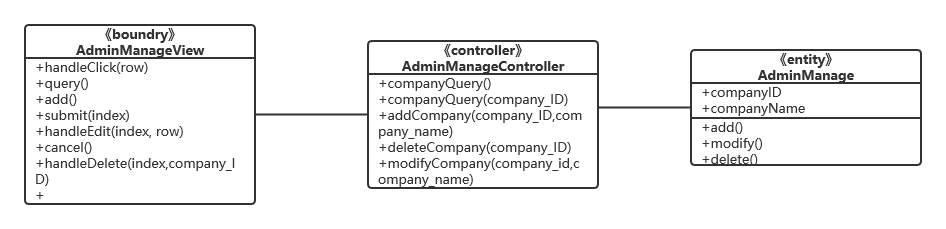 《boundry》
AdminManageView
+handleClick(row)
+query()
+add()
+submit(index)
+handleEdit(index, row)
+cancel()
+handleDelete(index,company_I
D)
+
《controller》
AdminManageController
+companyQuery()
+companyQuery(company_ID)
+addCompany(company_ID,com
pany_name)
+deleteCompany(company_ID)
+modifyCompany(company_id,c
ompany_name)
《entity》
AdminManage
+companyID
+companyName
+add()
+modify()
+delete()